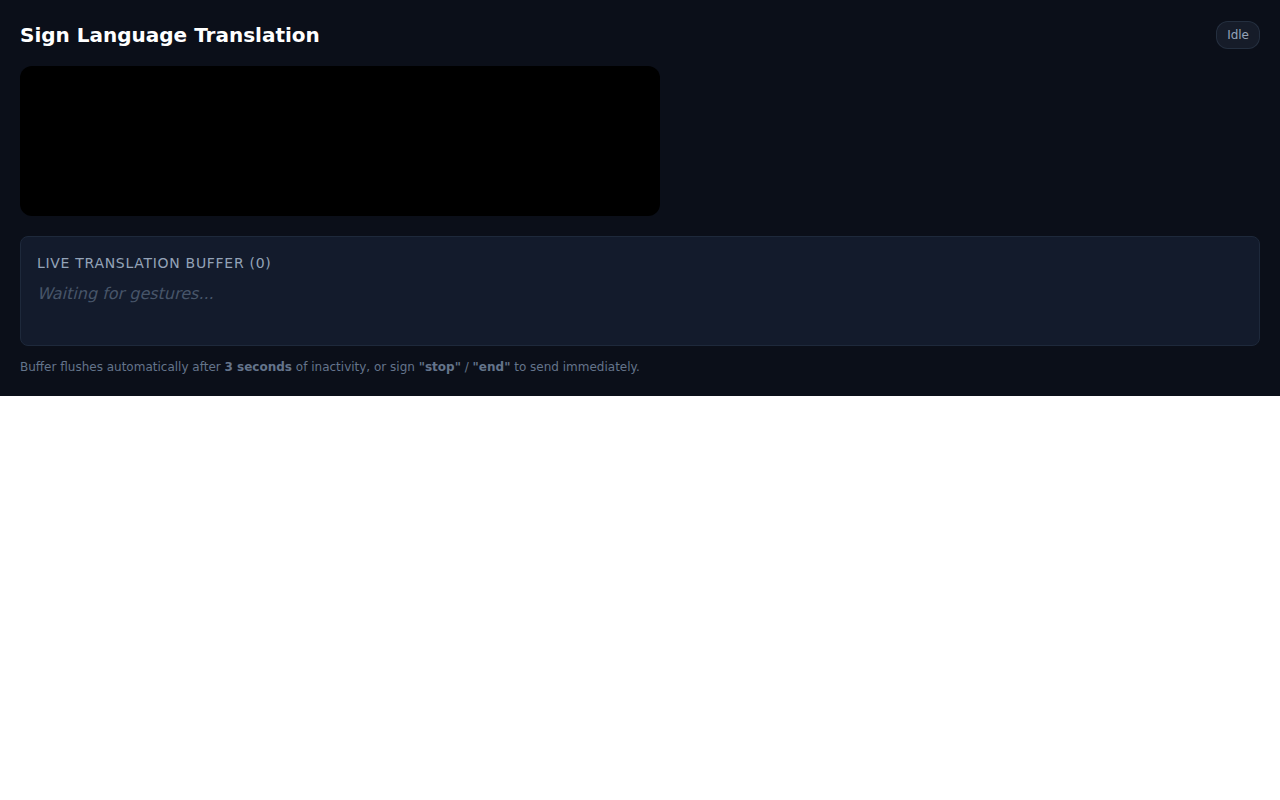 Sign Language Translation
Idle
LIVE TRANSLATION BUFFER (0)
Waiting for gestures...
Buffer flushes automatically after 3 seconds of inactivity, or sign "stop" / "end" to send immediately.